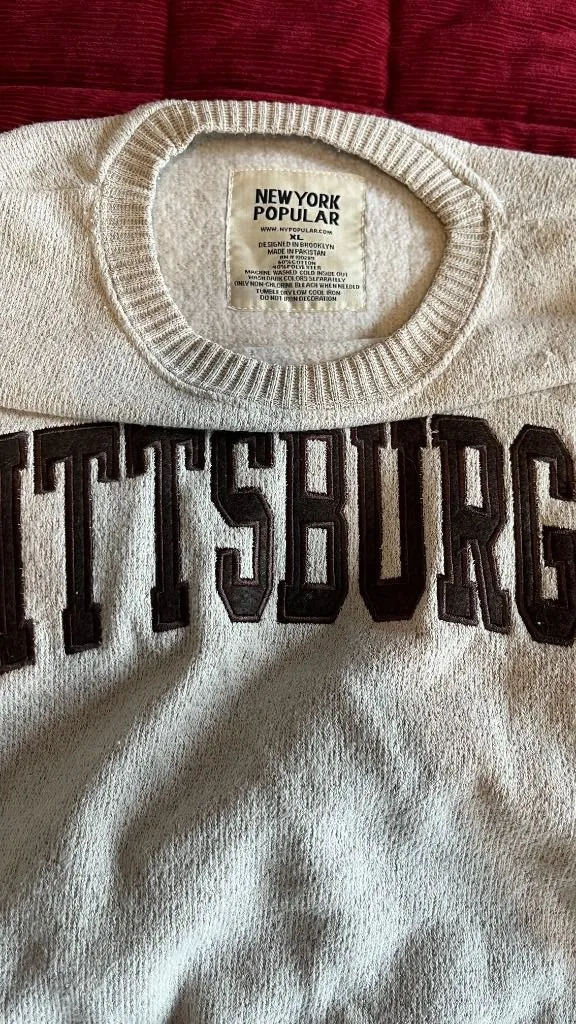 NEW YORK
POPULAR
WWW.NYPOPULAR.COM
XL
DESIGNED IN BROOKLYN
MADE IN PAKISTAN
60% COTTON
40% POLYESTER
MACHINE WASHED COLD INSIDE OUT
WASH DARK COLORS SEPARATELY
ONLY NON-CHLORINE BLEACH WHEN NEEDED
TUMBLE DRY LOW COOL IRON
DO NOT IRON DECORATION
ITTSBURG